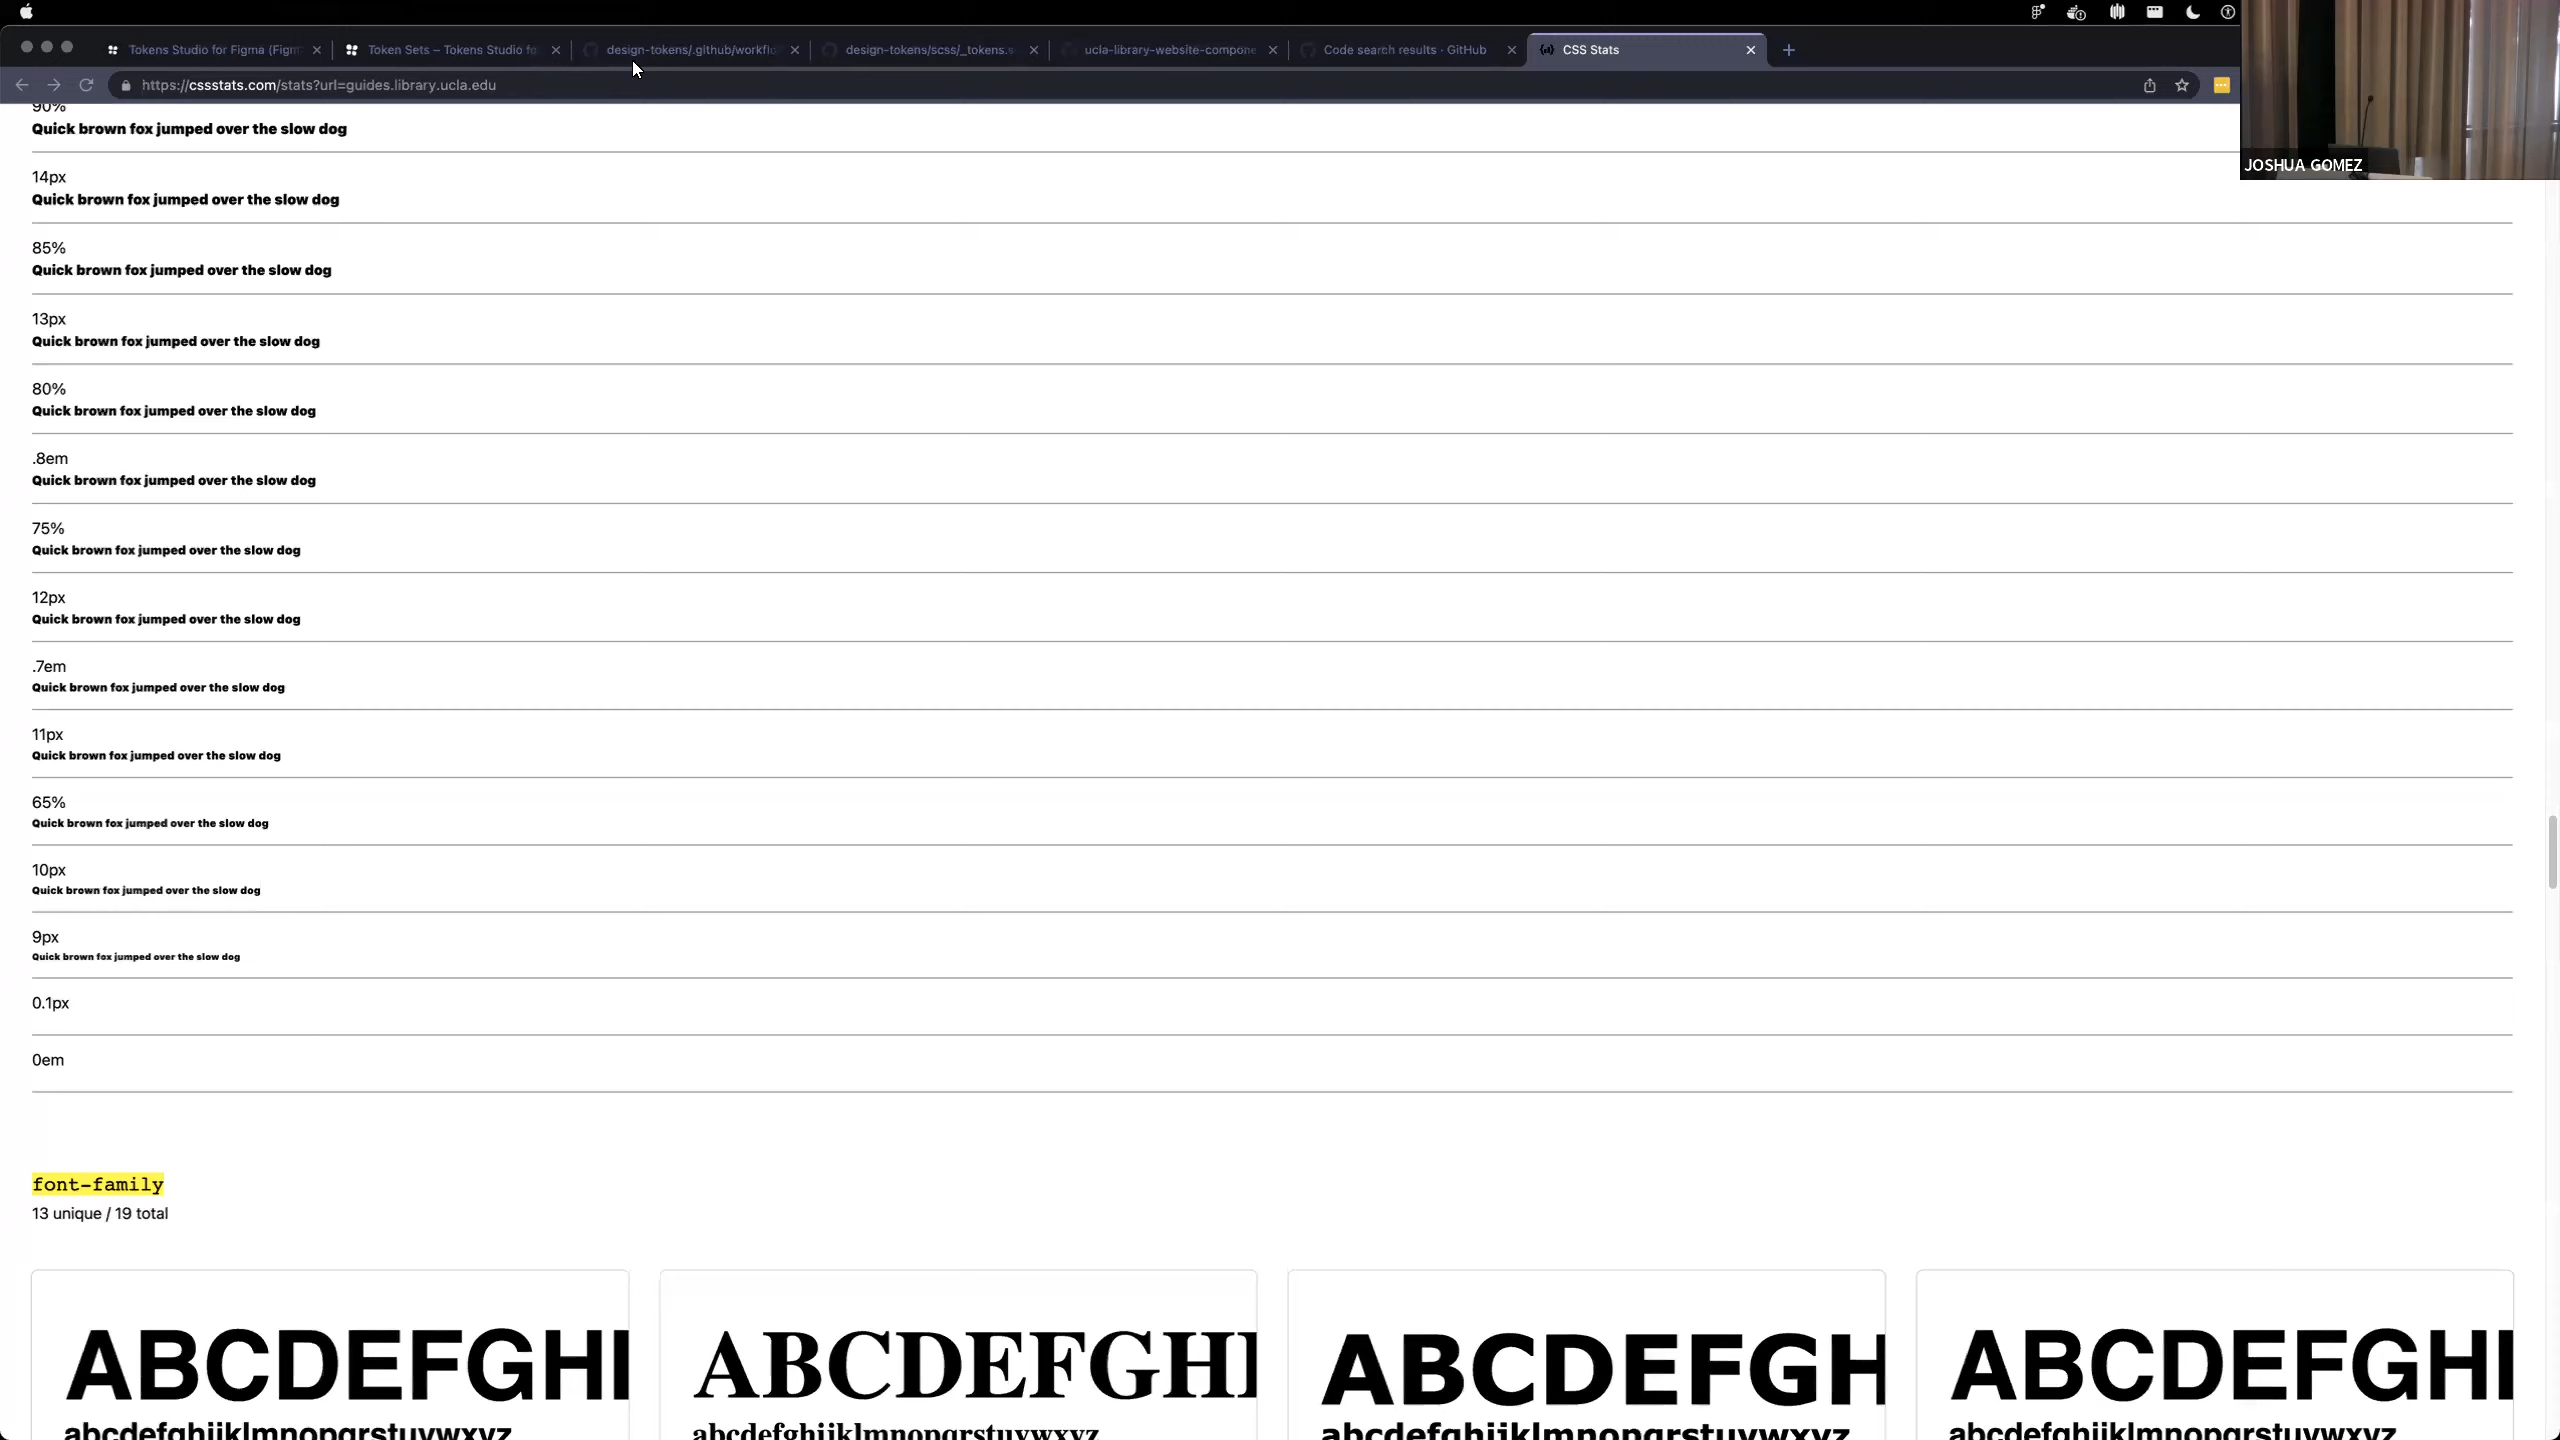 Tokens Studio for Figma (Figm
Token Sets – Tokens Studio fo
design-tokens/.github/workflo
design-tokens/scss/_tokens.s
ucla-library-website-compone
Code search results · GitHub
CSS Stats
https://cssstats.com/stats?url=guides.library.ucla.edu
JOSHUA GOMEZ
90%
Quick brown fox jumped over the slow dog
14px
Quick brown fox jumped over the slow dog
85%
Quick brown fox jumped over the slow dog
13px
Quick brown fox jumped over the slow dog
80%
Quick brown fox jumped over the slow dog
.8em
Quick brown fox jumped over the slow dog
75%
Quick brown fox jumped over the slow dog
12px
Quick brown fox jumped over the slow dog
.7em
Quick brown fox jumped over the slow dog
11px
Quick brown fox jumped over the slow dog
65%
Quick brown fox jumped over the slow dog
10px
Quick brown fox jumped over the slow dog
9px
Quick brown fox jumped over the slow dog
0.1px
0em
font-family
13 unique / 19 total
ABCDEFGHI
abcdefghijklmnopqrstuvwxyz
ABCDEFGHI
abcdefghijklmnopqrstuvwxyz
ABCDEFGH
abcdefghijklmnopqrstuvwxyz
ABCDEFGHI
abcdefghijklmnopqrstuvwxyz